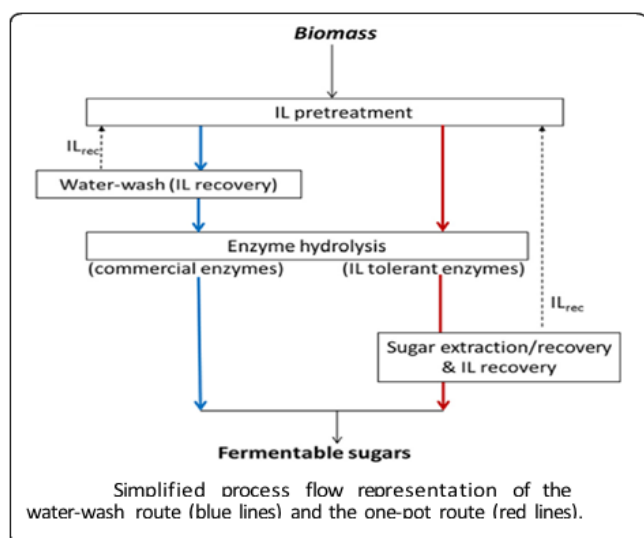 Biomass
IL pretreatment
ILrec
Water-wash (IL recovery)
Enzyme hydrolysis
(commercial enzymes) (IL tolerant enzymes)
ILrec
Sugar extraction/recovery
& IL recovery
Fermentable sugars
Simplified process flow representation of the
water-wash route (blue lines) and the one-pot route (red lines).